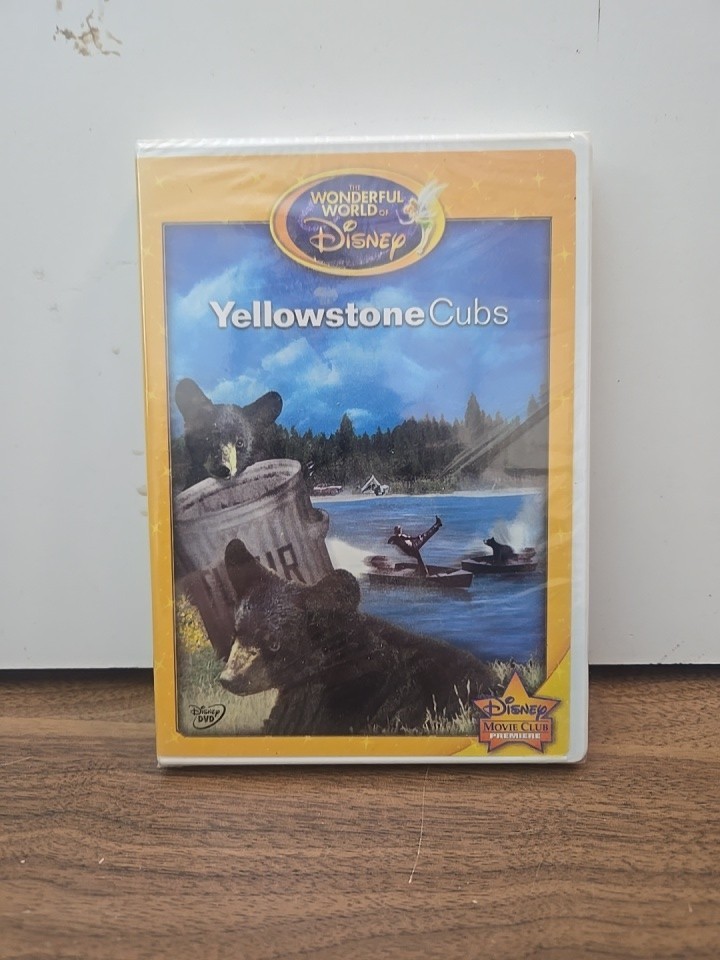 THE
WONDERFUL
WORLD OF
Disney
Yellowstone Cubs
Disney
DVD
Disney
MOVIE CLUB
PREMIERE